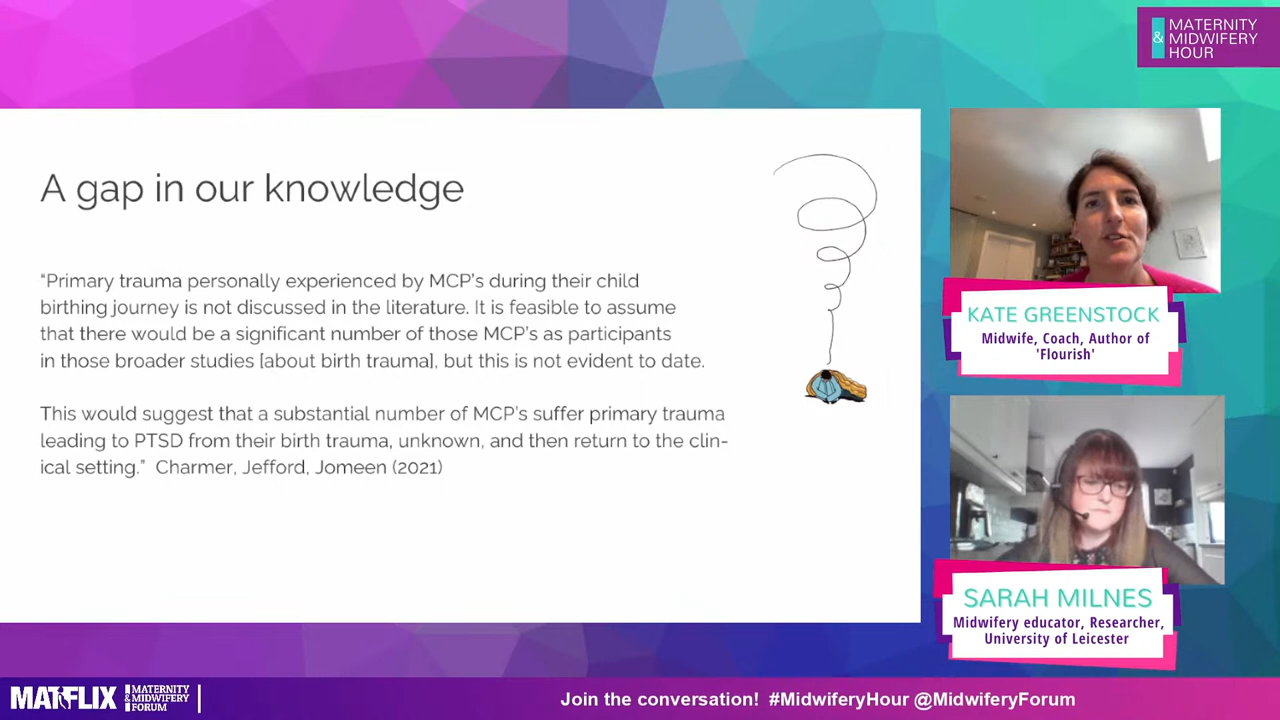 MATERNITY
& MIDWIFERY
HOUR
A gap in our knowledge
“Primary trauma personally experienced by MCP’s during their child
birthing journey is not discussed in the literature. It is feasible to assume
that there would be a significant number of those MCP’s as participants
in those broader studies [about birth trauma], but this is not evident to date.
This would suggest that a substantial number of MCP’s suffer primary trauma
leading to PTSD from their birth trauma, unknown, and then return to the clin-
ical setting.” Charmer, Jefford, Jomeen (2021)
KATE GREENSTOCK
Midwife, Coach, Author of
'Flourish'
SARAH MILNES
Midwifery educator, Researcher,
University of Leicester
MATFLIX
MATERNITY
& MIDWIFERY
FORUM
Join the conversation! #MidwiferyHour @MidwiferyForum